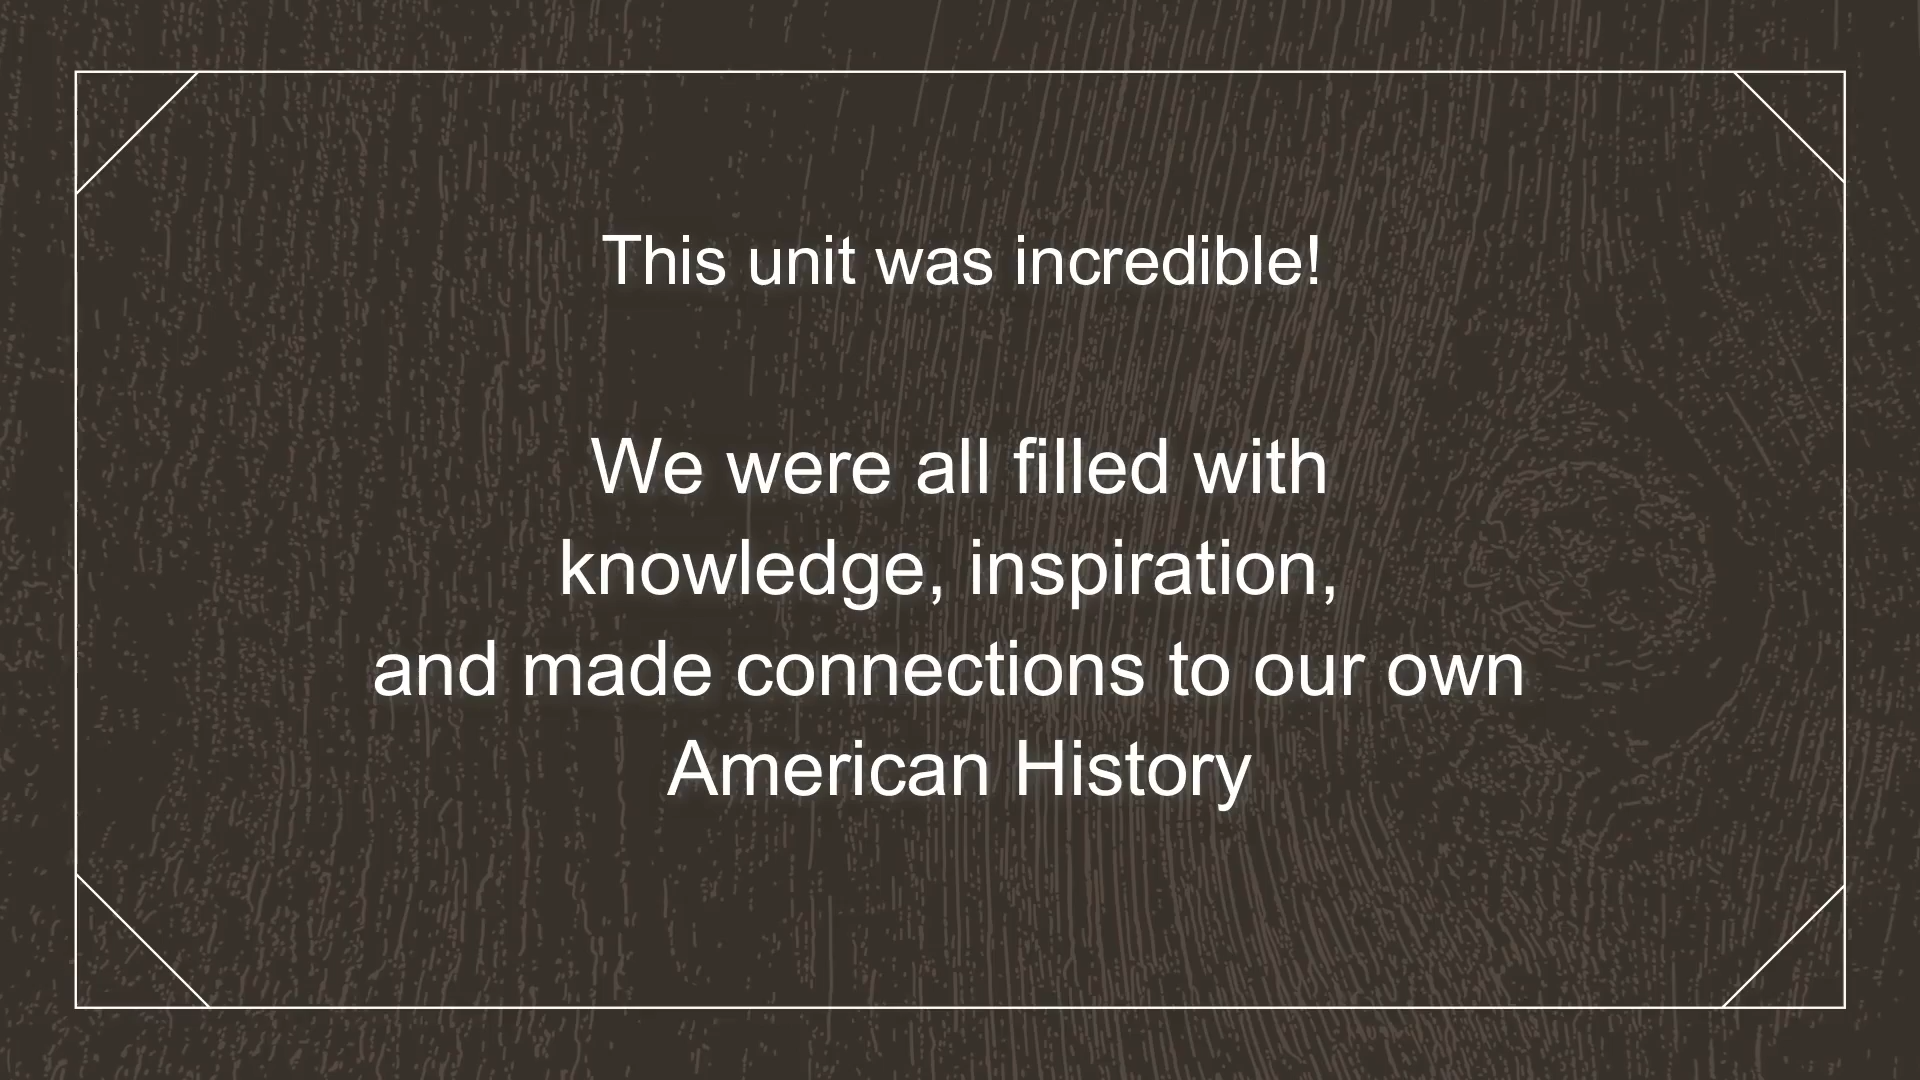 This unit was incredible!
We were all filled with
knowledge, inspiration,
and made connections to our own
American History